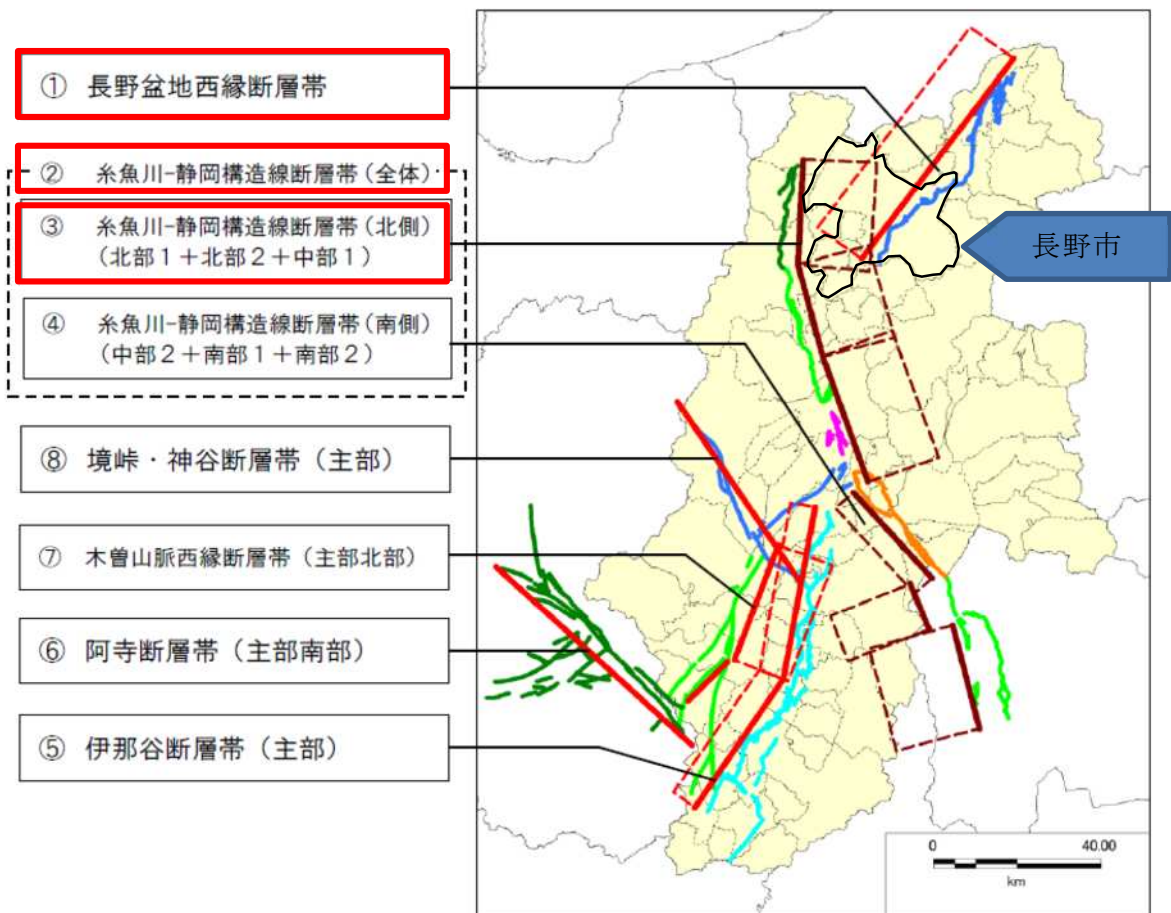 ① 長野盆地西縁断層帯
② 糸魚川-静岡構造線断層帯(全体)
③ 糸魚川-静岡構造線断層帯(北側)
(北部1+北部2+中部1)
④ 糸魚川-静岡構造線断層帯(南側)
(中部2+南部1+南部2)
⑧ 境峠・神谷断層帯(主部)
⑦ 木曽山脈西縁断層帯(主部北部)
⑥ 阿寺断層帯(主部南部)
⑤ 伊那谷断層帯(主部)
長野市
0 40.00
km